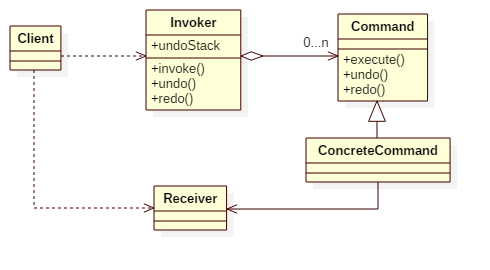 Client
Invoker
+undoStack
+invoke()
+undo()
+redo()
0...n
Command
+execute()
+undo()
+redo()
ConcreteCommand
Receiver